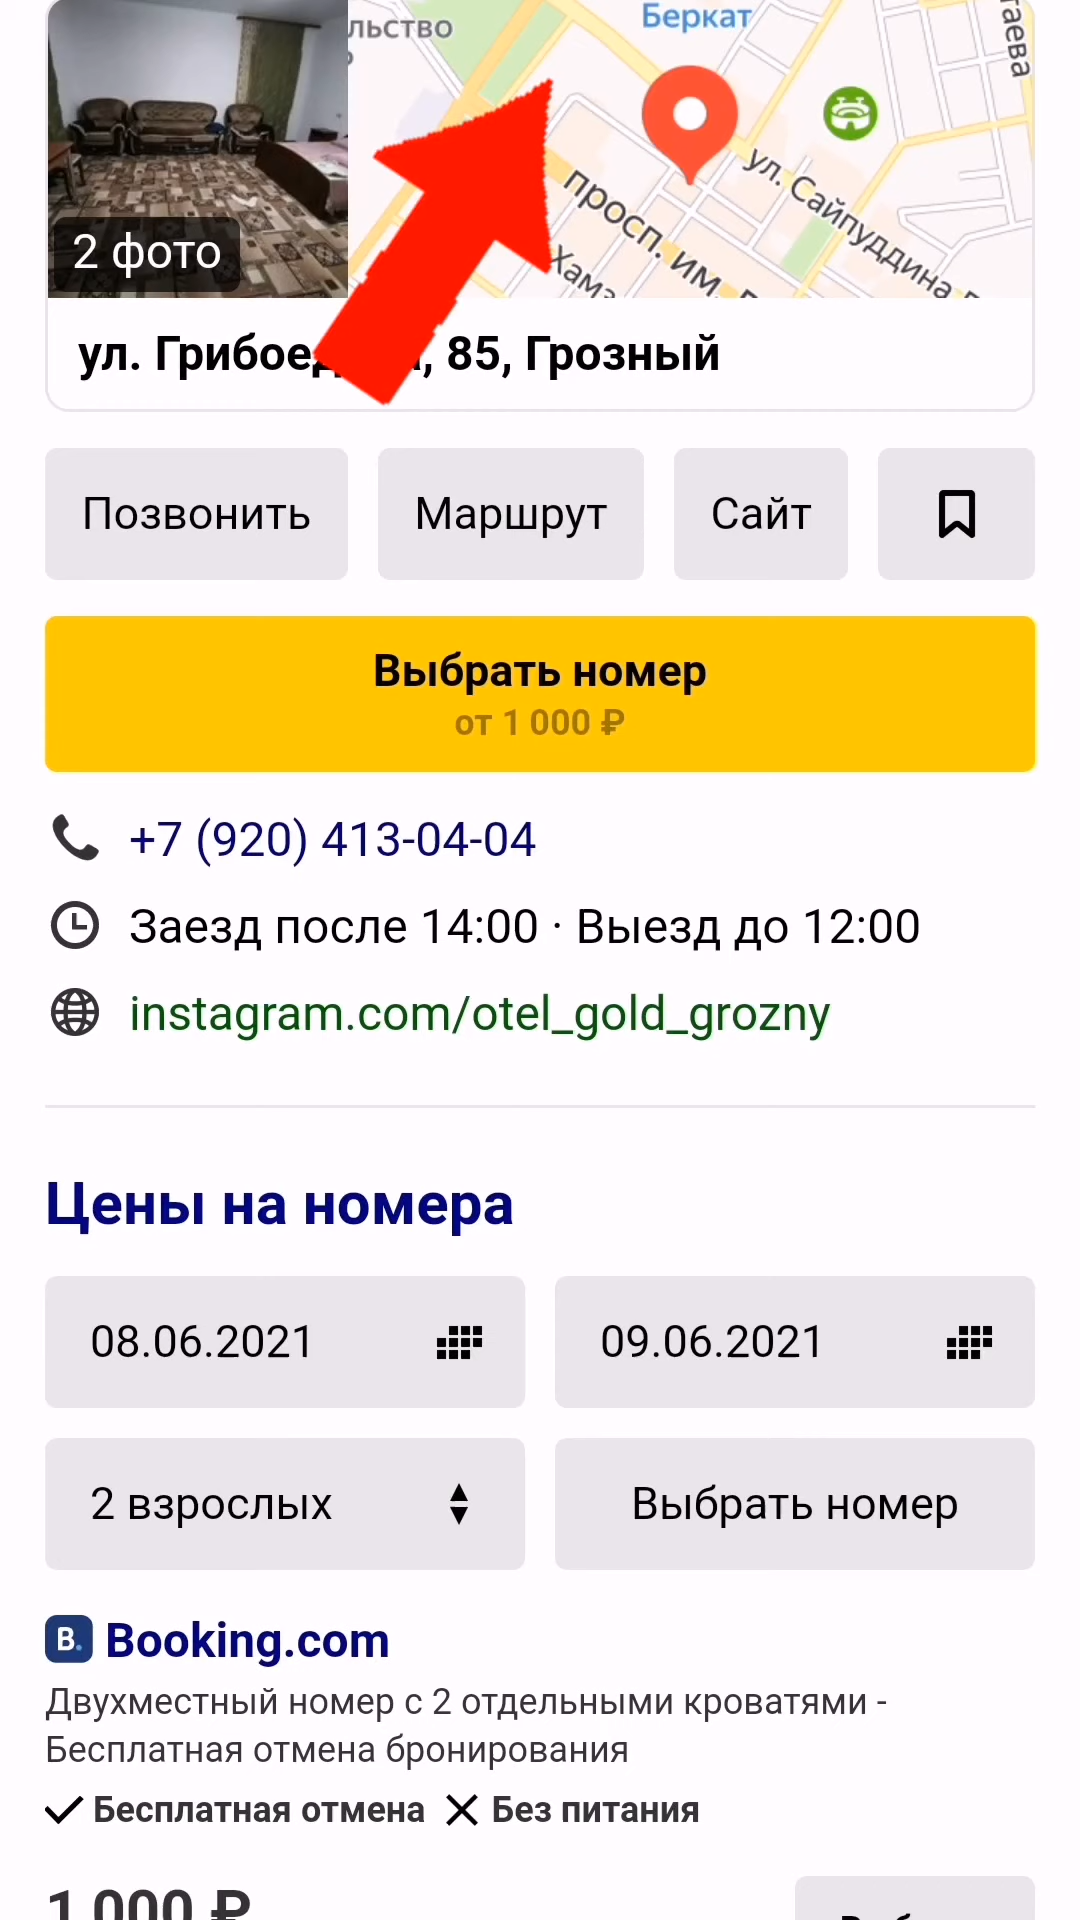 льство
Беркат
гаева
ул. Сайпуддина
просп. им.
Хама
2 фото
ул. Грибоед , 85, Грозный
Позвонить
Маршрут
Сайт
Выбрать номер
от 1 000 ₽
+7 (920) 413-04-04
Заезд после 14:00 · Выезд до 12:00
instagram.com/otel_gold_grozny
Цены на номера
08.06.2021
09.06.2021
2 взрослых
Выбрать номер
B. Booking.com
Двухместный номер с 2 отдельными кроватями -
Бесплатная отмена бронирования
Бесплатная отмена
Без питания
1 000 ₽